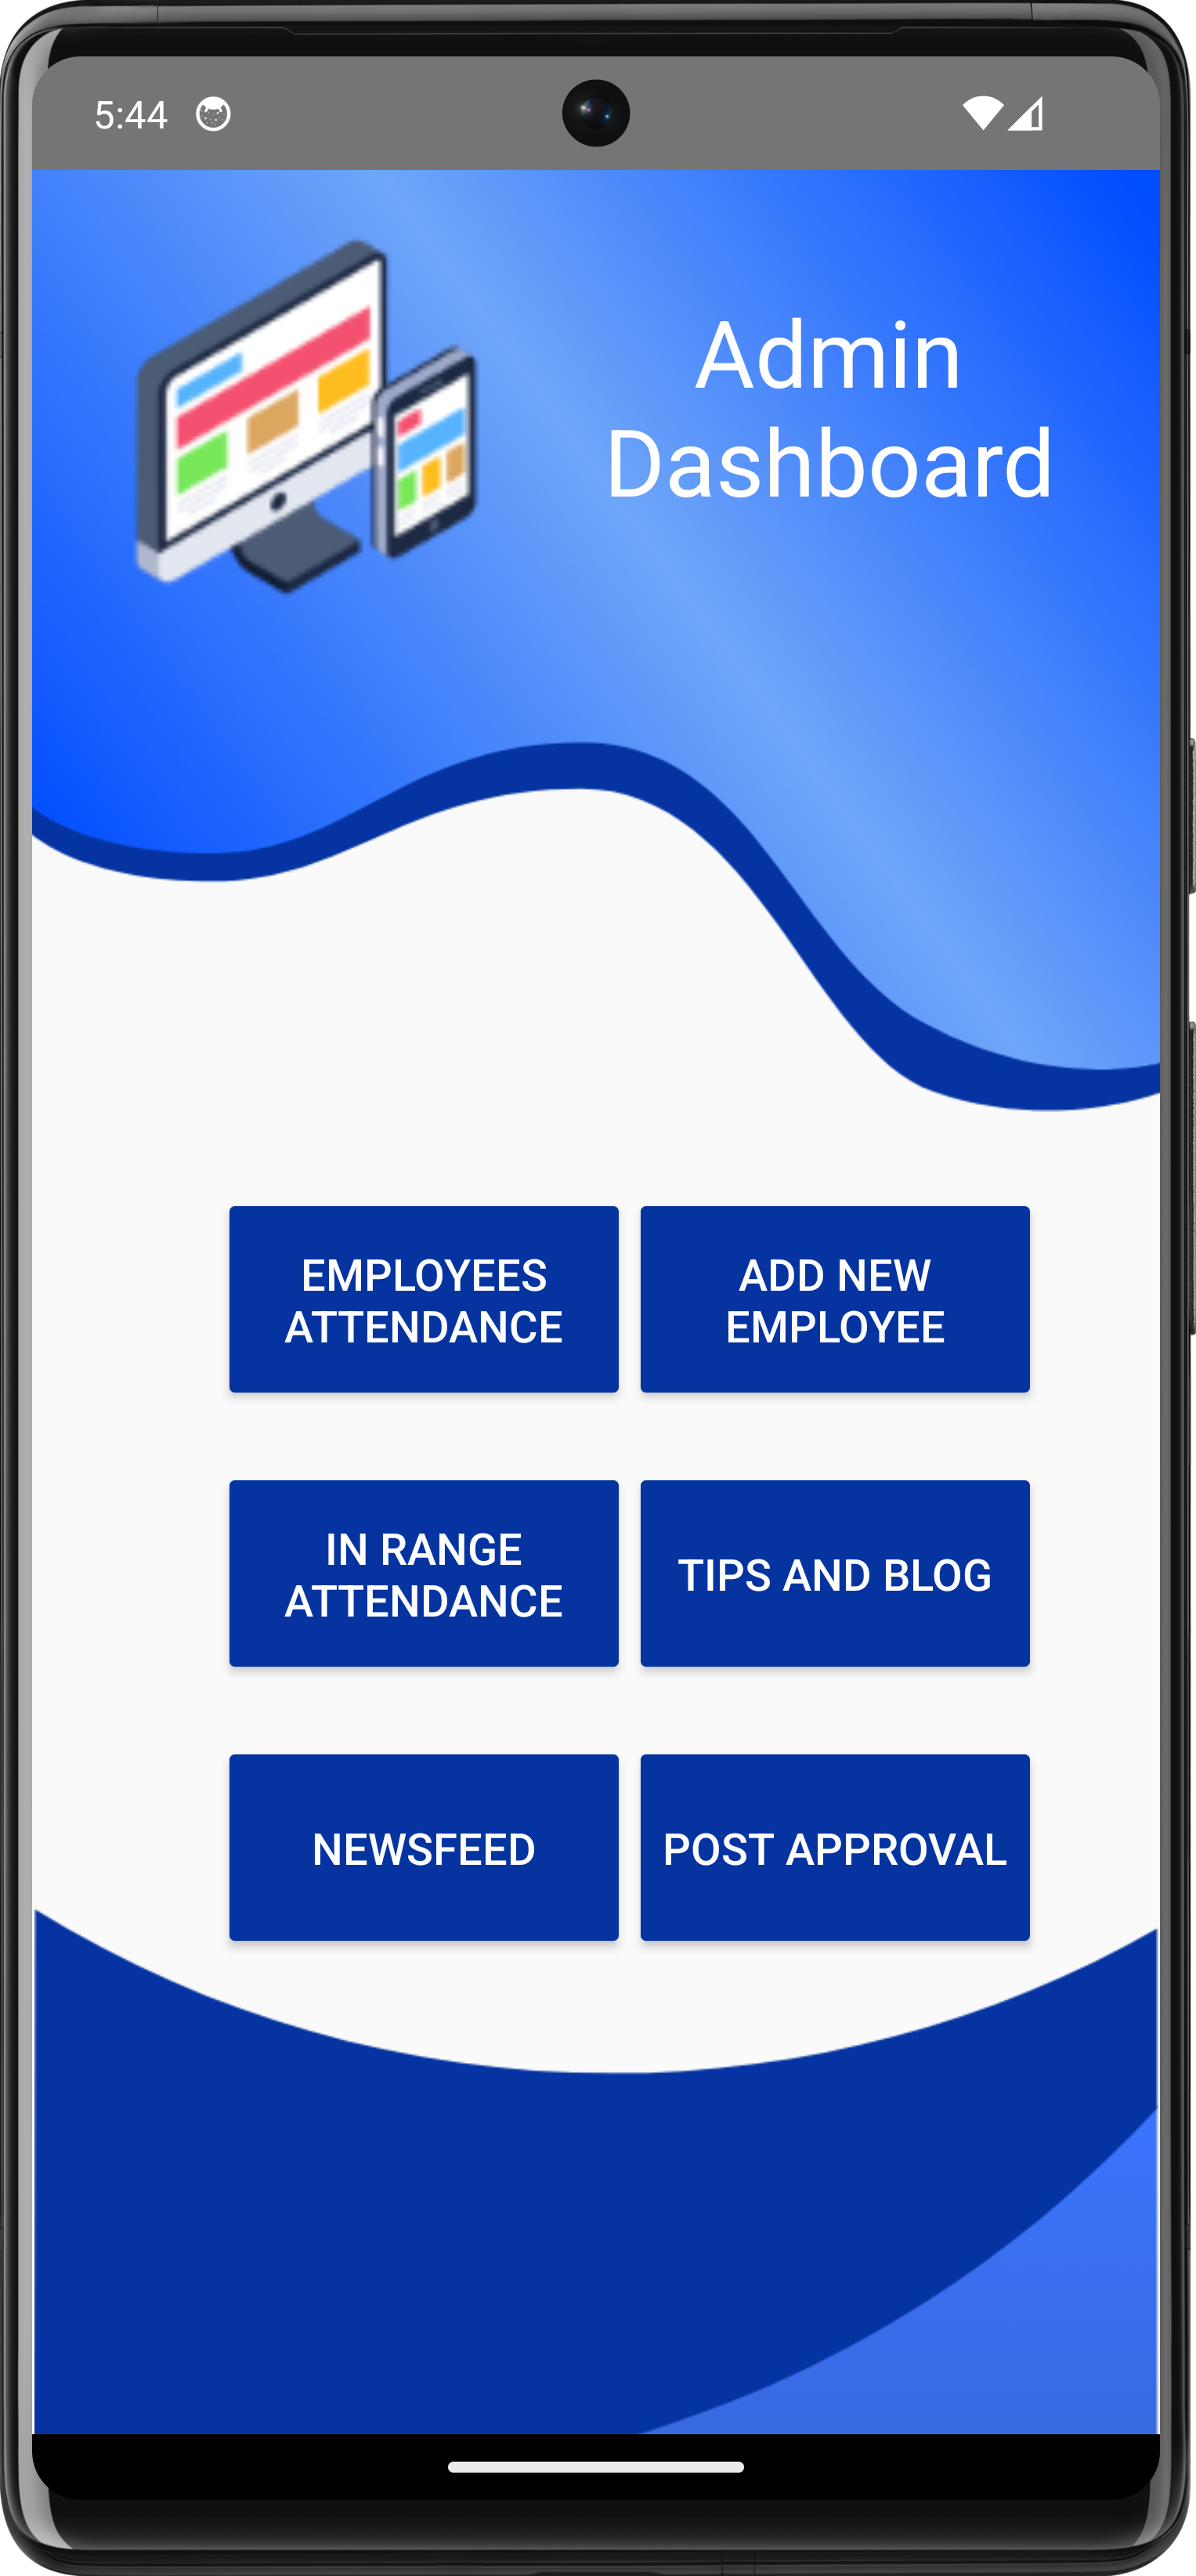 5:44
Admin
Dashboard
EMPLOYEES
ATTENDANCE
ADD NEW
EMPLOYEE
IN RANGE
ATTENDANCE
TIPS AND BLOG
NEWSFEED
POST APPROVAL